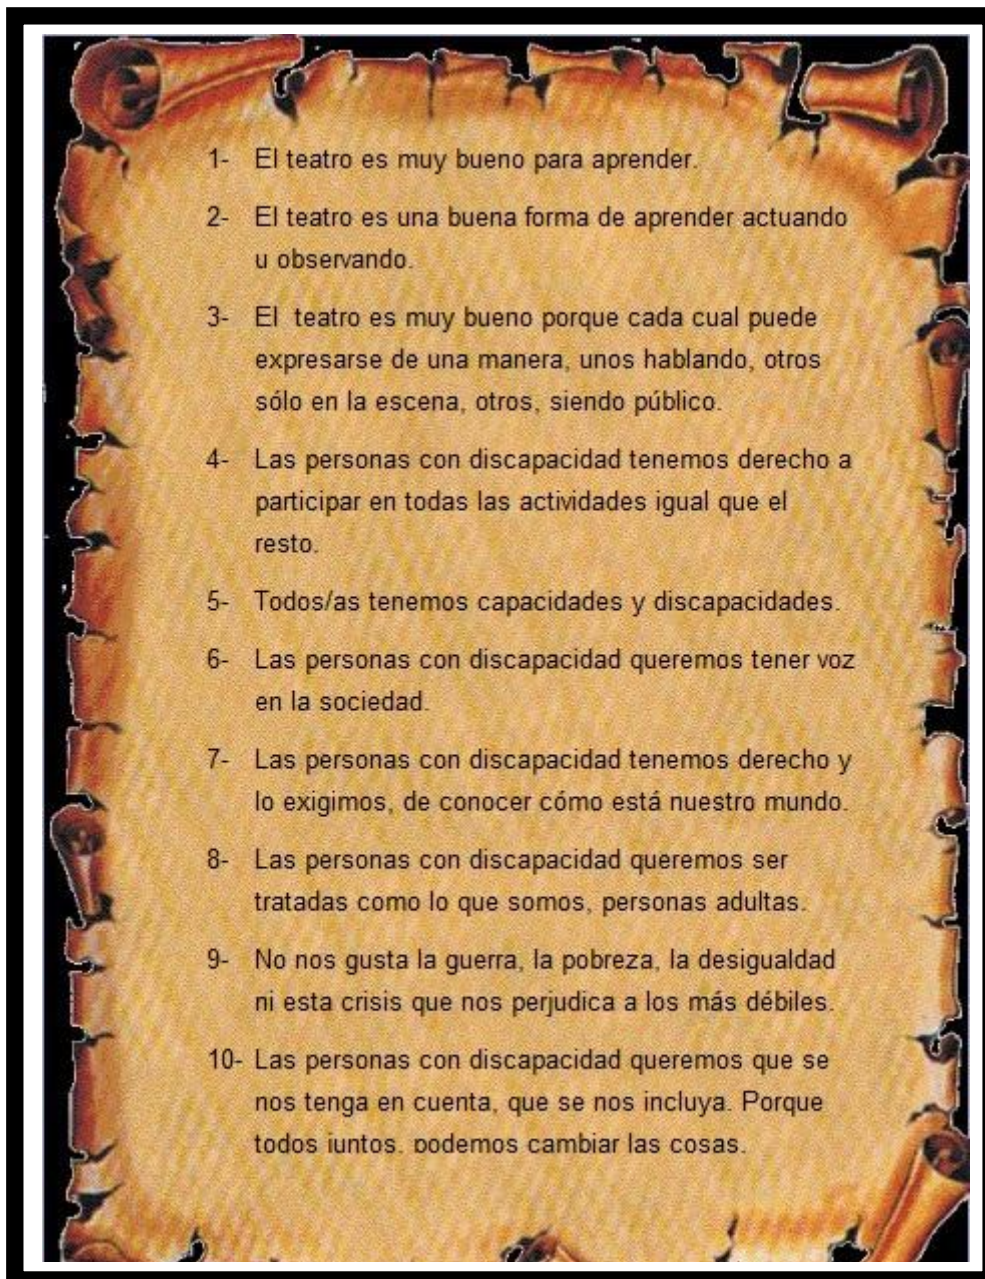 1- El teatro es muy bueno para aprender.
2- El teatro es una buena forma de aprender actuando
u observando.
3- El teatro es muy bueno porque cada cual puede
expresarse de una manera, unos hablando, otros
sólo en la escena, otros, siendo público.
4- Las personas con discapacidad tenemos derecho a
participar en todas las actividades igual que el
resto.
5- Todos/as tenemos capacidades y discapacidades.
6- Las personas con discapacidad queremos tener voz
en la sociedad.
7- Las personas con discapacidad tenemos derecho y
lo exigimos, de conocer cómo está nuestro mundo.
8- Las personas con discapacidad queremos ser
tratadas como lo que somos, personas adultas.
9- No nos gusta la guerra, la pobreza, la desigualdad
ni esta crisis que nos perjudica a los más débiles.
10- Las personas con discapacidad queremos que se
nos tenga en cuenta, que se nos incluya. Porque
todos juntos, podemos cambiar las cosas.